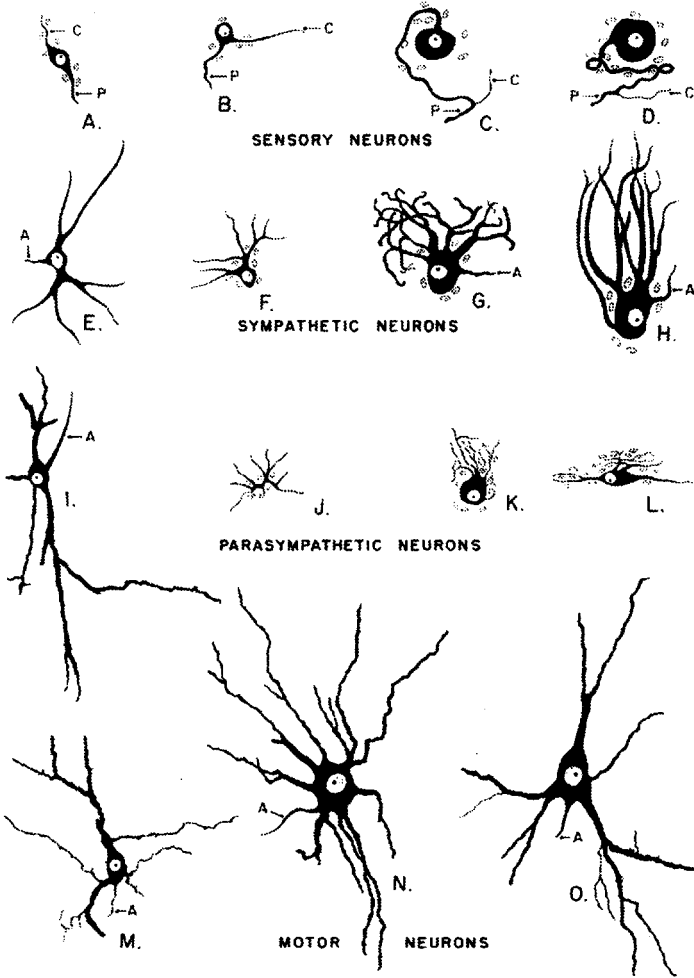 C C
P P C
P P C
A. B. C. D.
SENSORY NEURONS
A
A A
E. F. G. H.
SYMPATHETIC NEURONS
A
I. J. K. L.
PARASYMPATHETIC NEURONS
A
A A
M. N. O.
MOTOR NEURONS